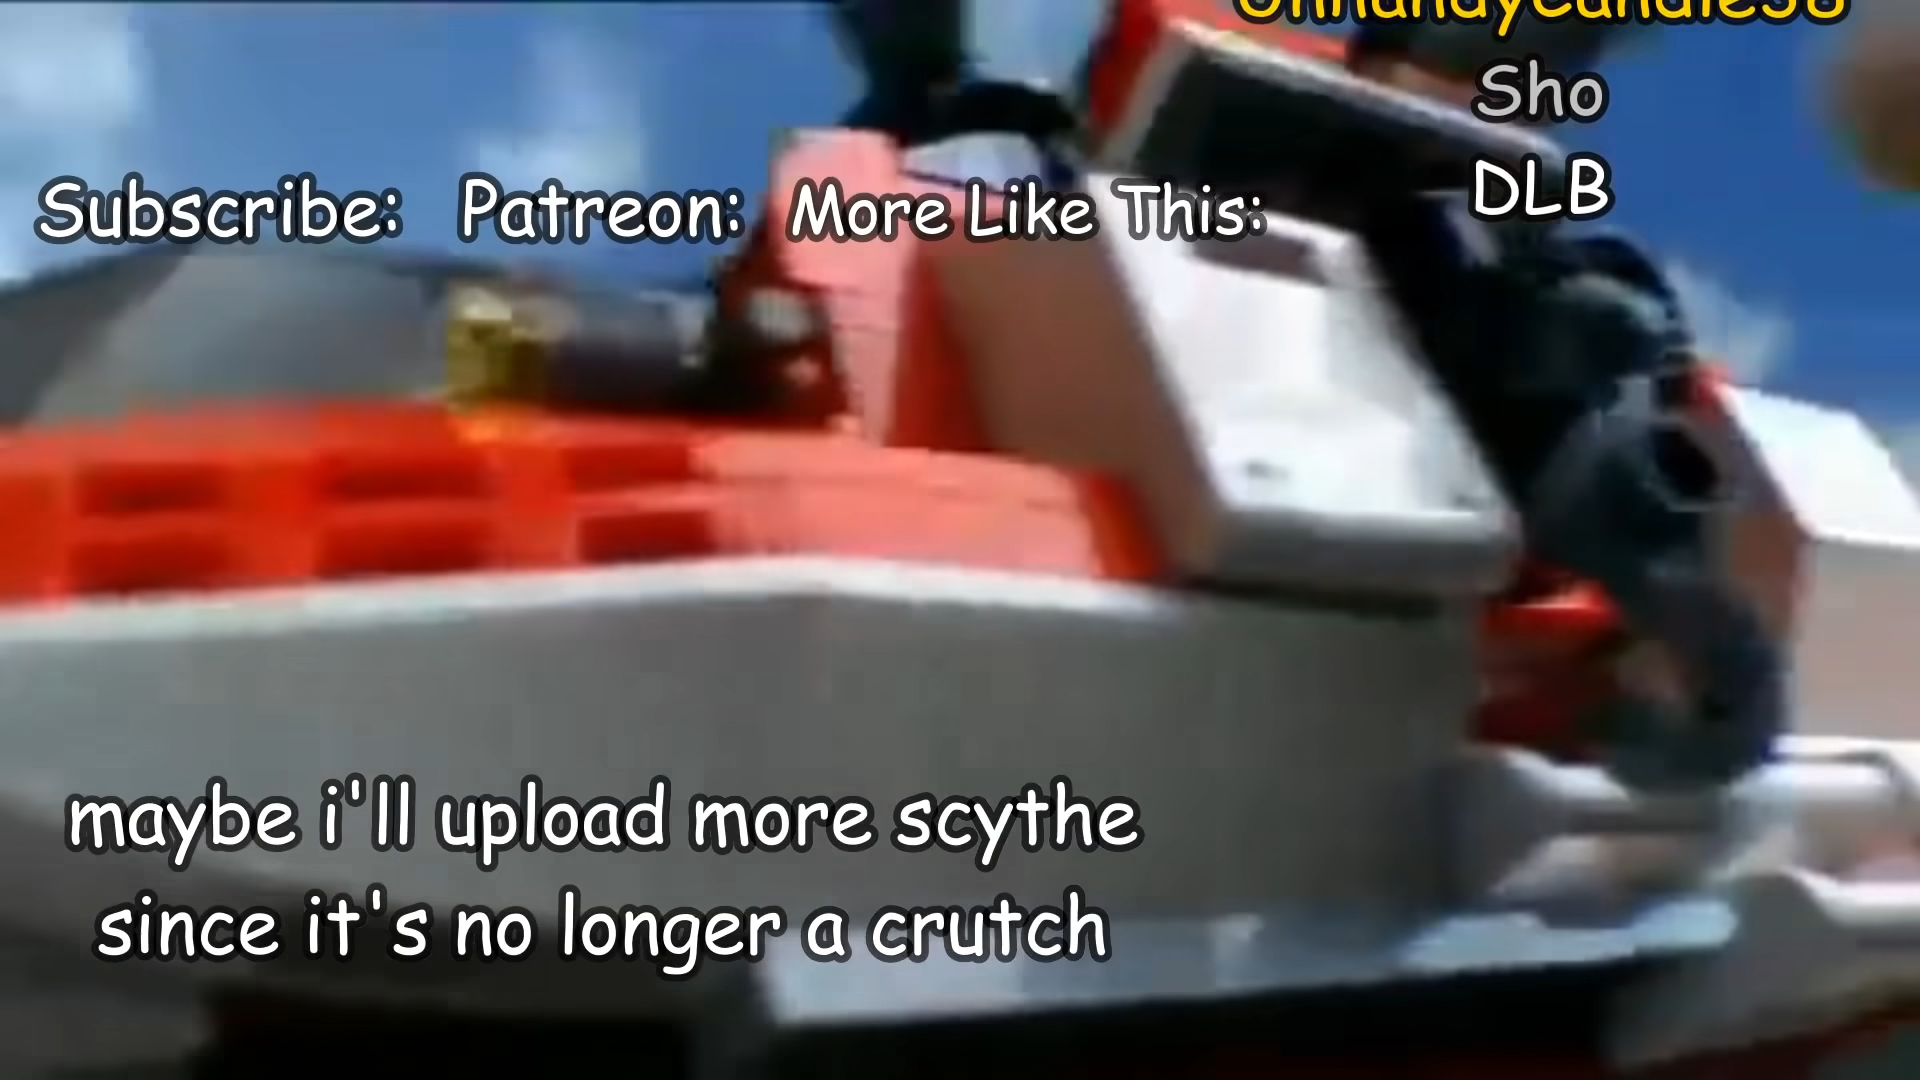 Sho
DLB
Subscribe: Patreon: More Like This:
maybe i'll upload more scythe
since it's no longer a crutch